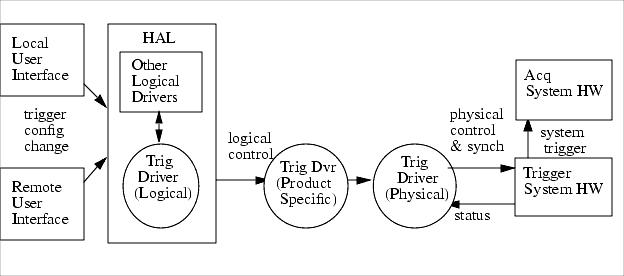 Local
User
Interface
trigger
config
change
Remote
User
Interface
HAL
Other
Logical
Drivers
Trig
Driver
(Logical)
logical
control
Trig Dvr
(Product
Specific)
Trig
Driver
(Physical)
physical
control
& synch
status
Acq
System HW
system
trigger
Trigger
System HW